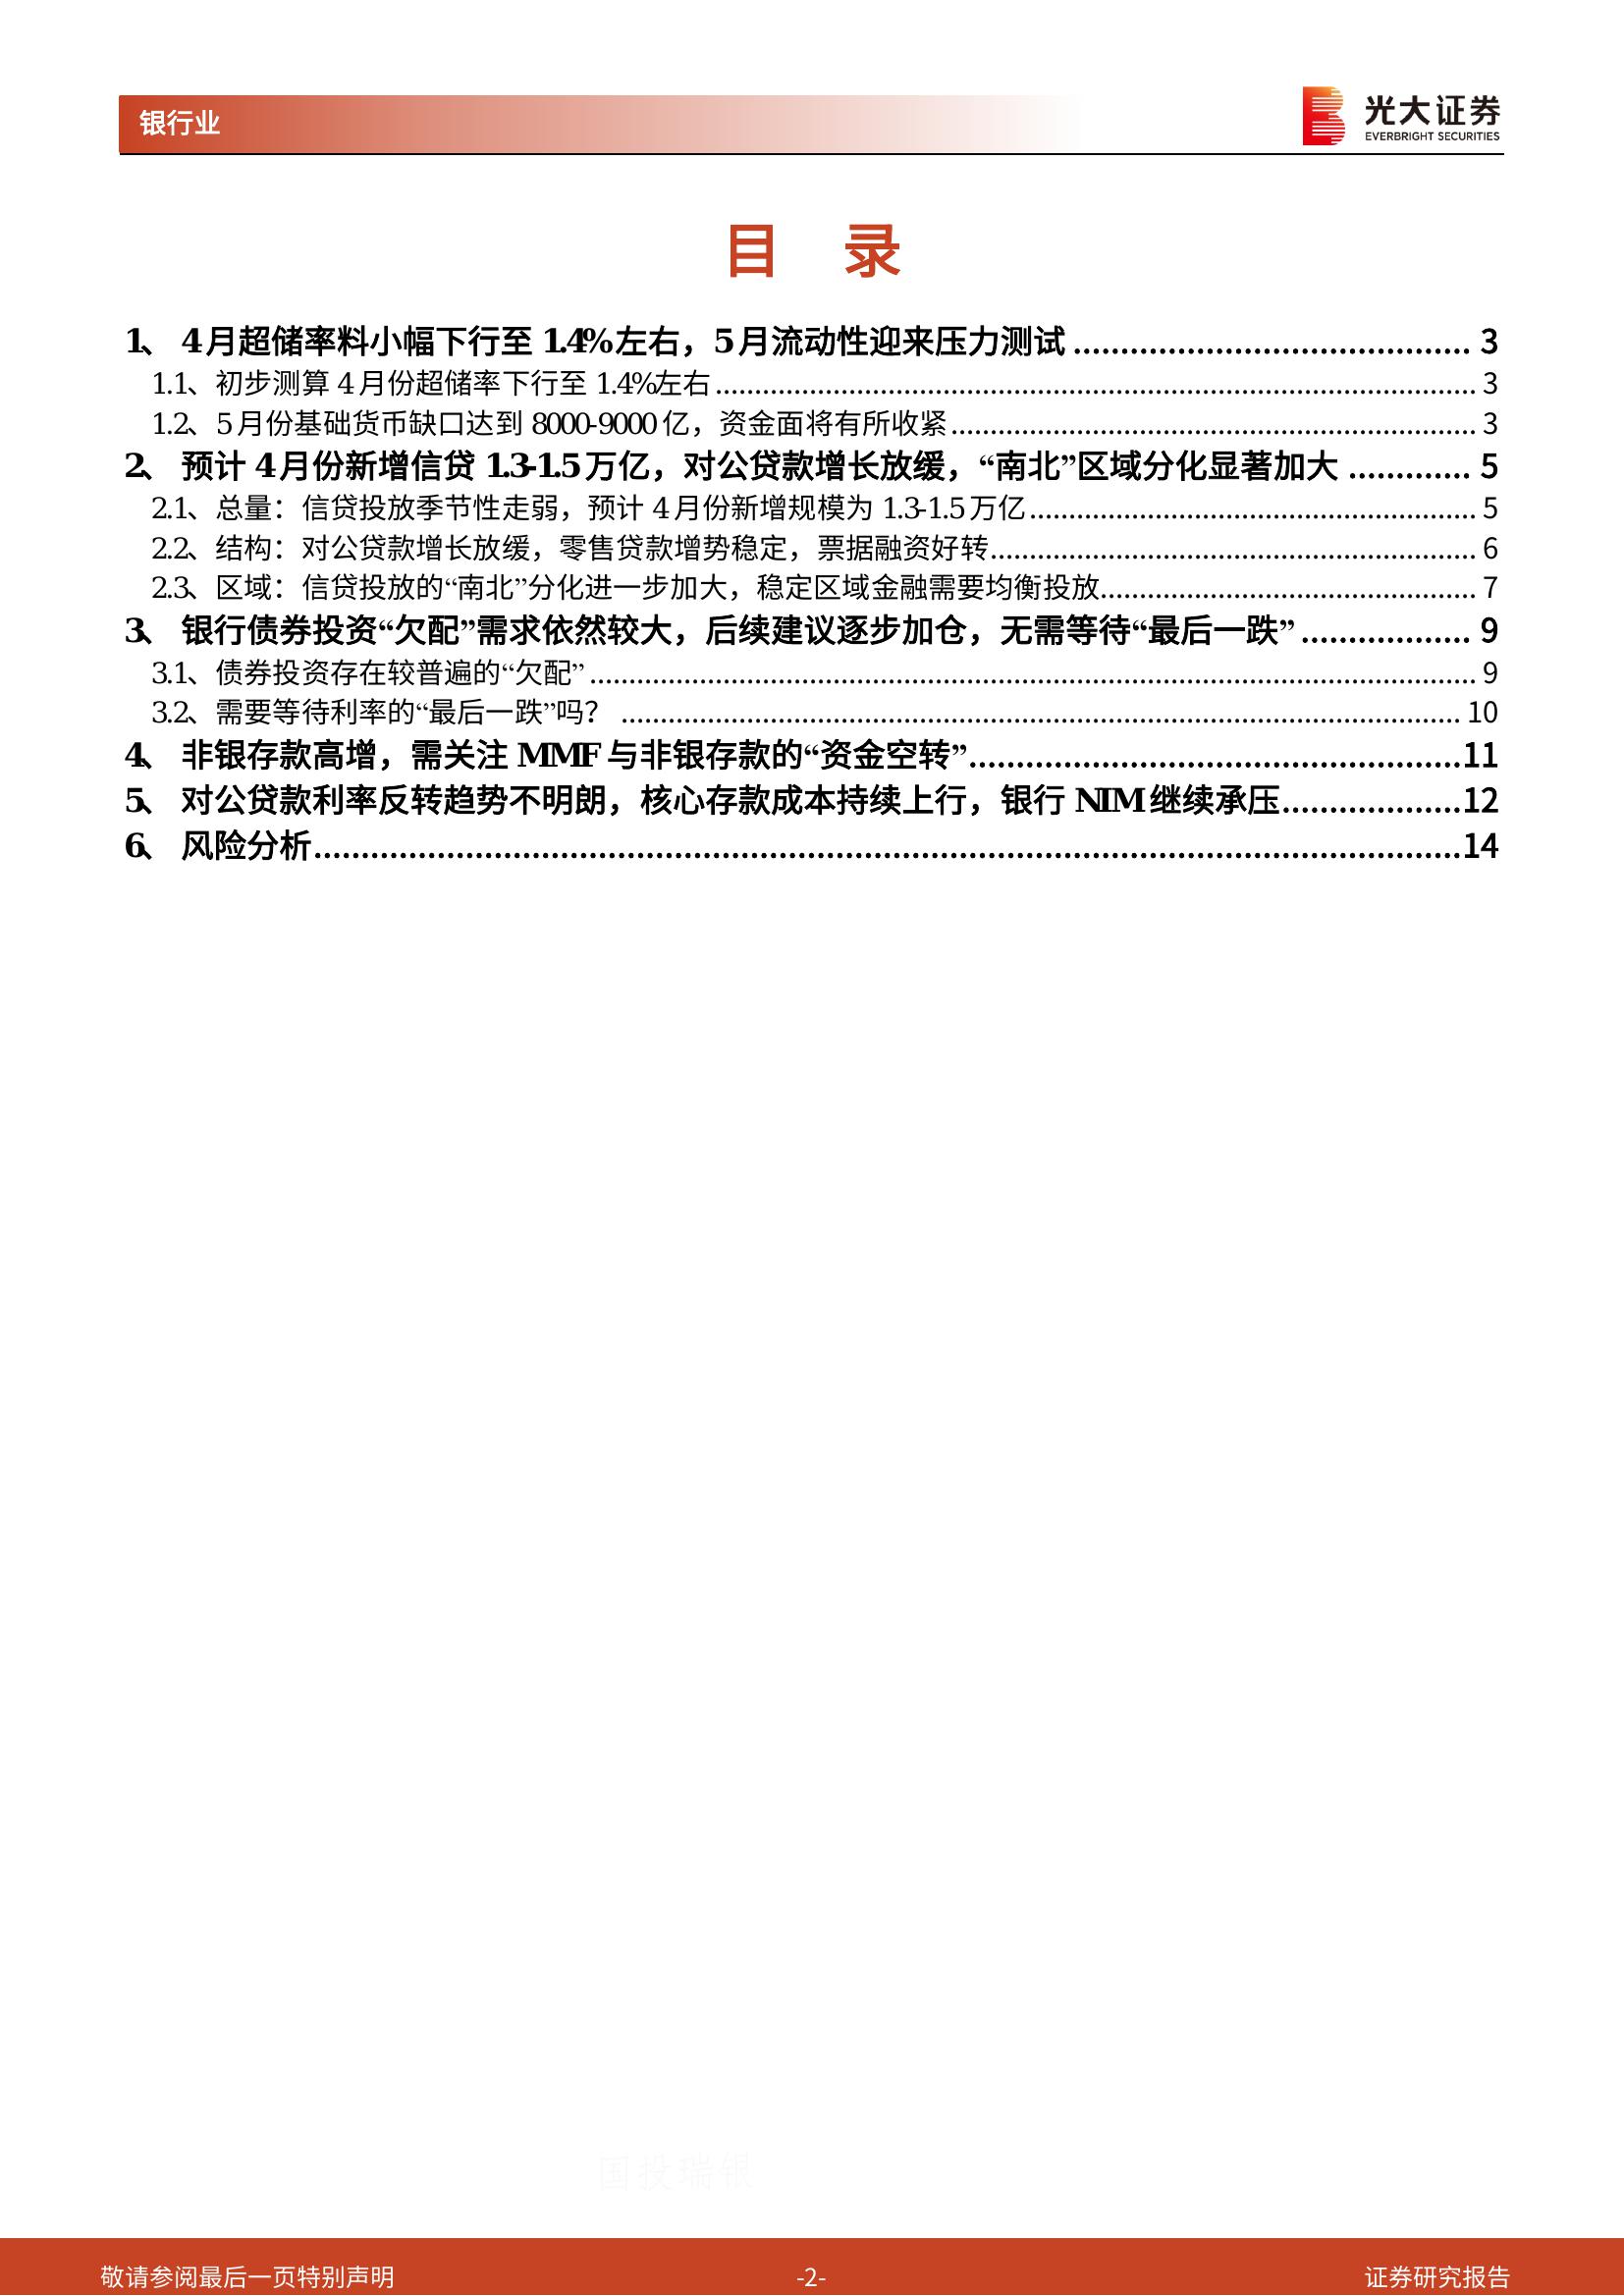 银行业
光大证券
EVERBRIGHT SECURITIES
目 录
1、 4月超储率料小幅下行至 1.4%左右，5月流动性迎来压力测试 ........................................ 3
1.1、初步测算 4月份超储率下行至 1.4%左右 ........................................ 3
1.2、5月份基础货币缺口达到 8000-9000亿，资金面将有所收紧 ........................................ 3
2、 预计 4月份新增信贷 1.3-1.5万亿，对公贷款增长放缓，“南北”区域分化显著加大 ............. 5
2.1、总量：信贷投放季节性走弱，预计 4月份新增规模为 1.3-1.5万亿 ........................................ 5
2.2、结构：对公贷款增长放缓，零售贷款增势稳定，票据融资好转 ........................................ 6
2.3、区域：信贷投放的“南北”分化进一步加大，稳定区域金融需要均衡投放 ........................................ 7
3、 银行债券投资“欠配”需求依然较大，后续建议逐步加仓，无需等待“最后一跌” .................. 9
3.1、债券投资存在较普遍的“欠配” ........................................ 9
3.2、需要等待利率的“最后一跌”吗？ ........................................ 10
4、 非银存款高增，需关注 MMF与非银存款的“资金空转” ........................................ 11
5、 对公贷款利率反转趋势不明朗，核心存款成本持续上行，银行 NIM继续承压 ................... 12
6、 风险分析 ........................................ 14
国投瑞银
敬请参阅最后一页特别声明
-2-
证券研究报告